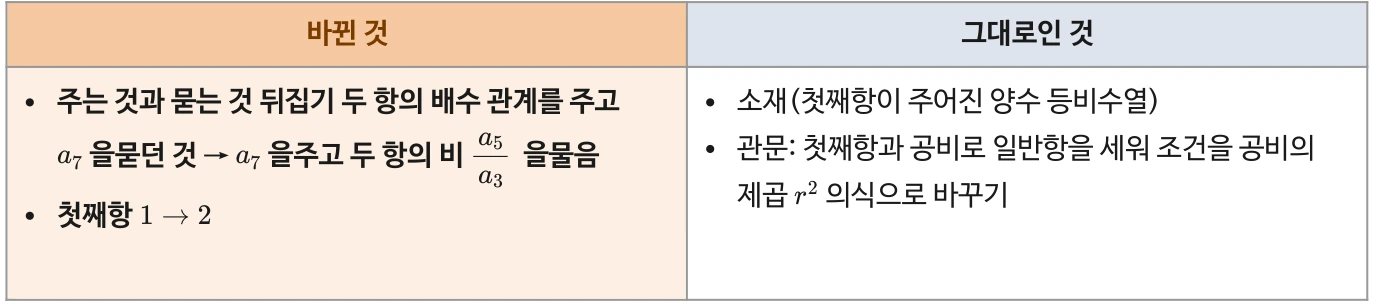 바뀐 것
그대로인 것
• 주는 것과 묻는 것 뒤집기 두 항의 배수 관계를 주고
a₇ 을묻던 것 → a₇ 을주고 두 항의 비 a₅/a₃ 을물음
• 첫째항 1 → 2
• 소재(첫째항이 주어진 양수 등비수열)
• 관문: 첫째항과 공비로 일반항을 세워 조건을 공비의
제곱 r² 의식으로 바꾸기